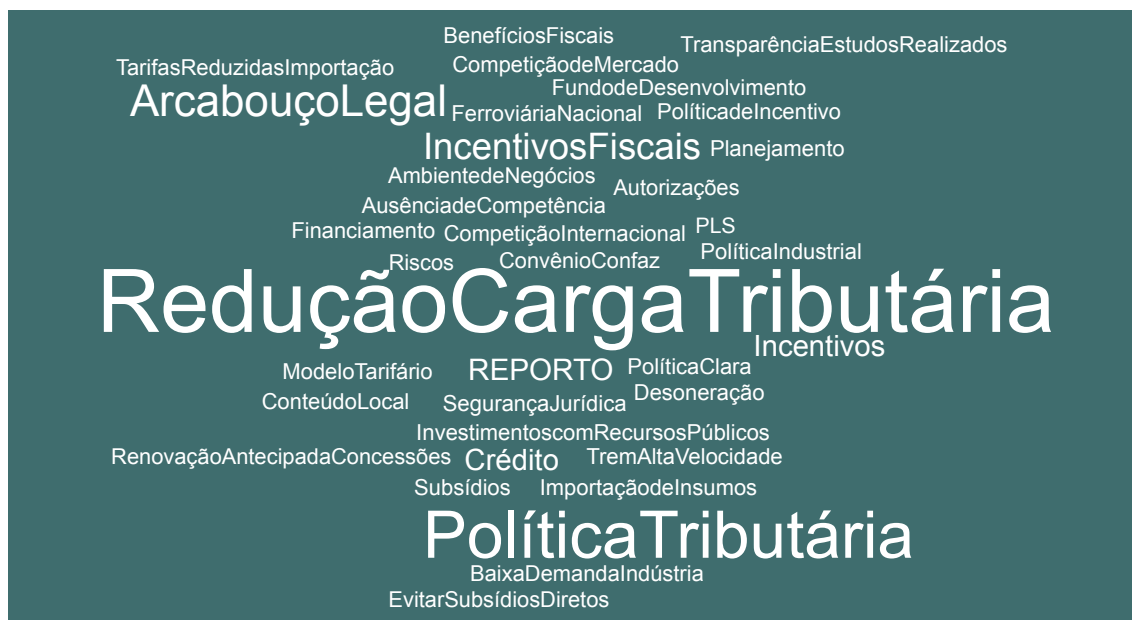 BenefíciosFiscais
TransparênciaEstudosRealizados
TarifasReduzidasImportação
CompetiçãodeMercado
FundodeDesenvolvimento
ArcabouçoLegal
FerroviáriaNacional
PolíticadeIncentivo
IncentivosFiscais
Planejamento
AmbientedeNegócios
Autorizações
AusênciadeCompetência
Financiamento
CompetiçãoInternacional
PLS
PolíticaIndustrial
Riscos
ConvênioConfaz
ReduçãoCargaTributária
Incentivos
ModeloTarifário
REPORTO
PolíticaClara
ConteúdoLocal
SegurançaJurídica
Desoneração
InvestimentoscomRecursosPúblicos
RenovaçãoAntecipadaConcessões
Crédito
TremAltaVelocidade
Subsídios
ImportaçãodeInsumos
PolíticaTributária
BaixaDemandaIndústria
EvitarSubsídiosDiretos